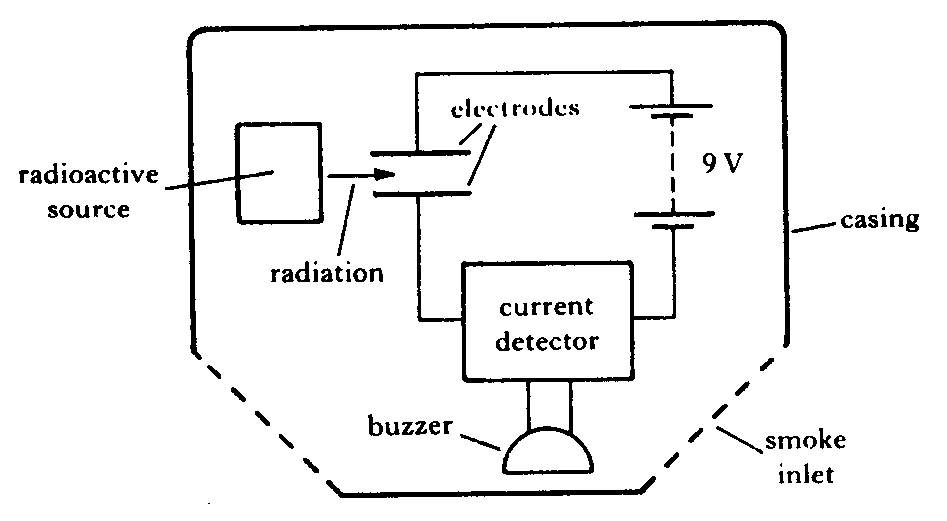 electrodes
radioactive
source
9 V
casing
radiation
current
detector
buzzer
smoke
inlet